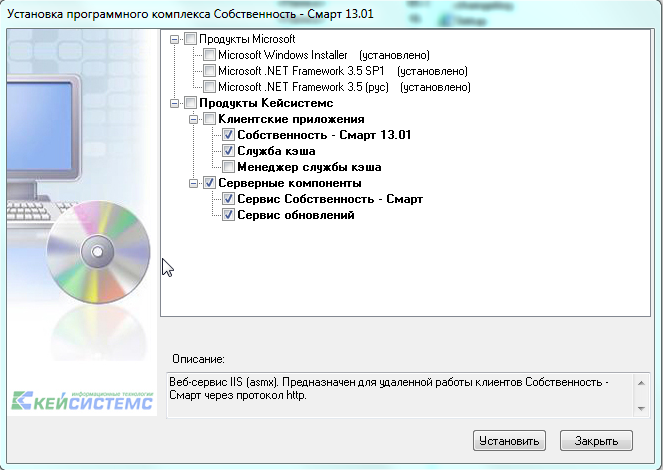 Установка программного комплекса Собственность - Смарт 13.01
Продукты Microsoft
Microsoft Windows Installer (установлено)
Microsoft .NET Framework 3.5 SP1 (установлено)
Microsoft .NET Framework 3.5 (рус) (установлено)
Продукты Кейсистемс
Клиентские приложения
Собственность - Смарт 13.01
Служба кэша
Менеджер службы кэша
Серверные компоненты
Сервис Собственность - Смарт
Сервис обновлений
Описание:
Веб-сервис IIS (asmx). Предназначен для удаленной работы клиентов Собственность -
Смарт через протокол http.
информационные технологии
КЕЙСИСТЕМС
Установить
Закрыть